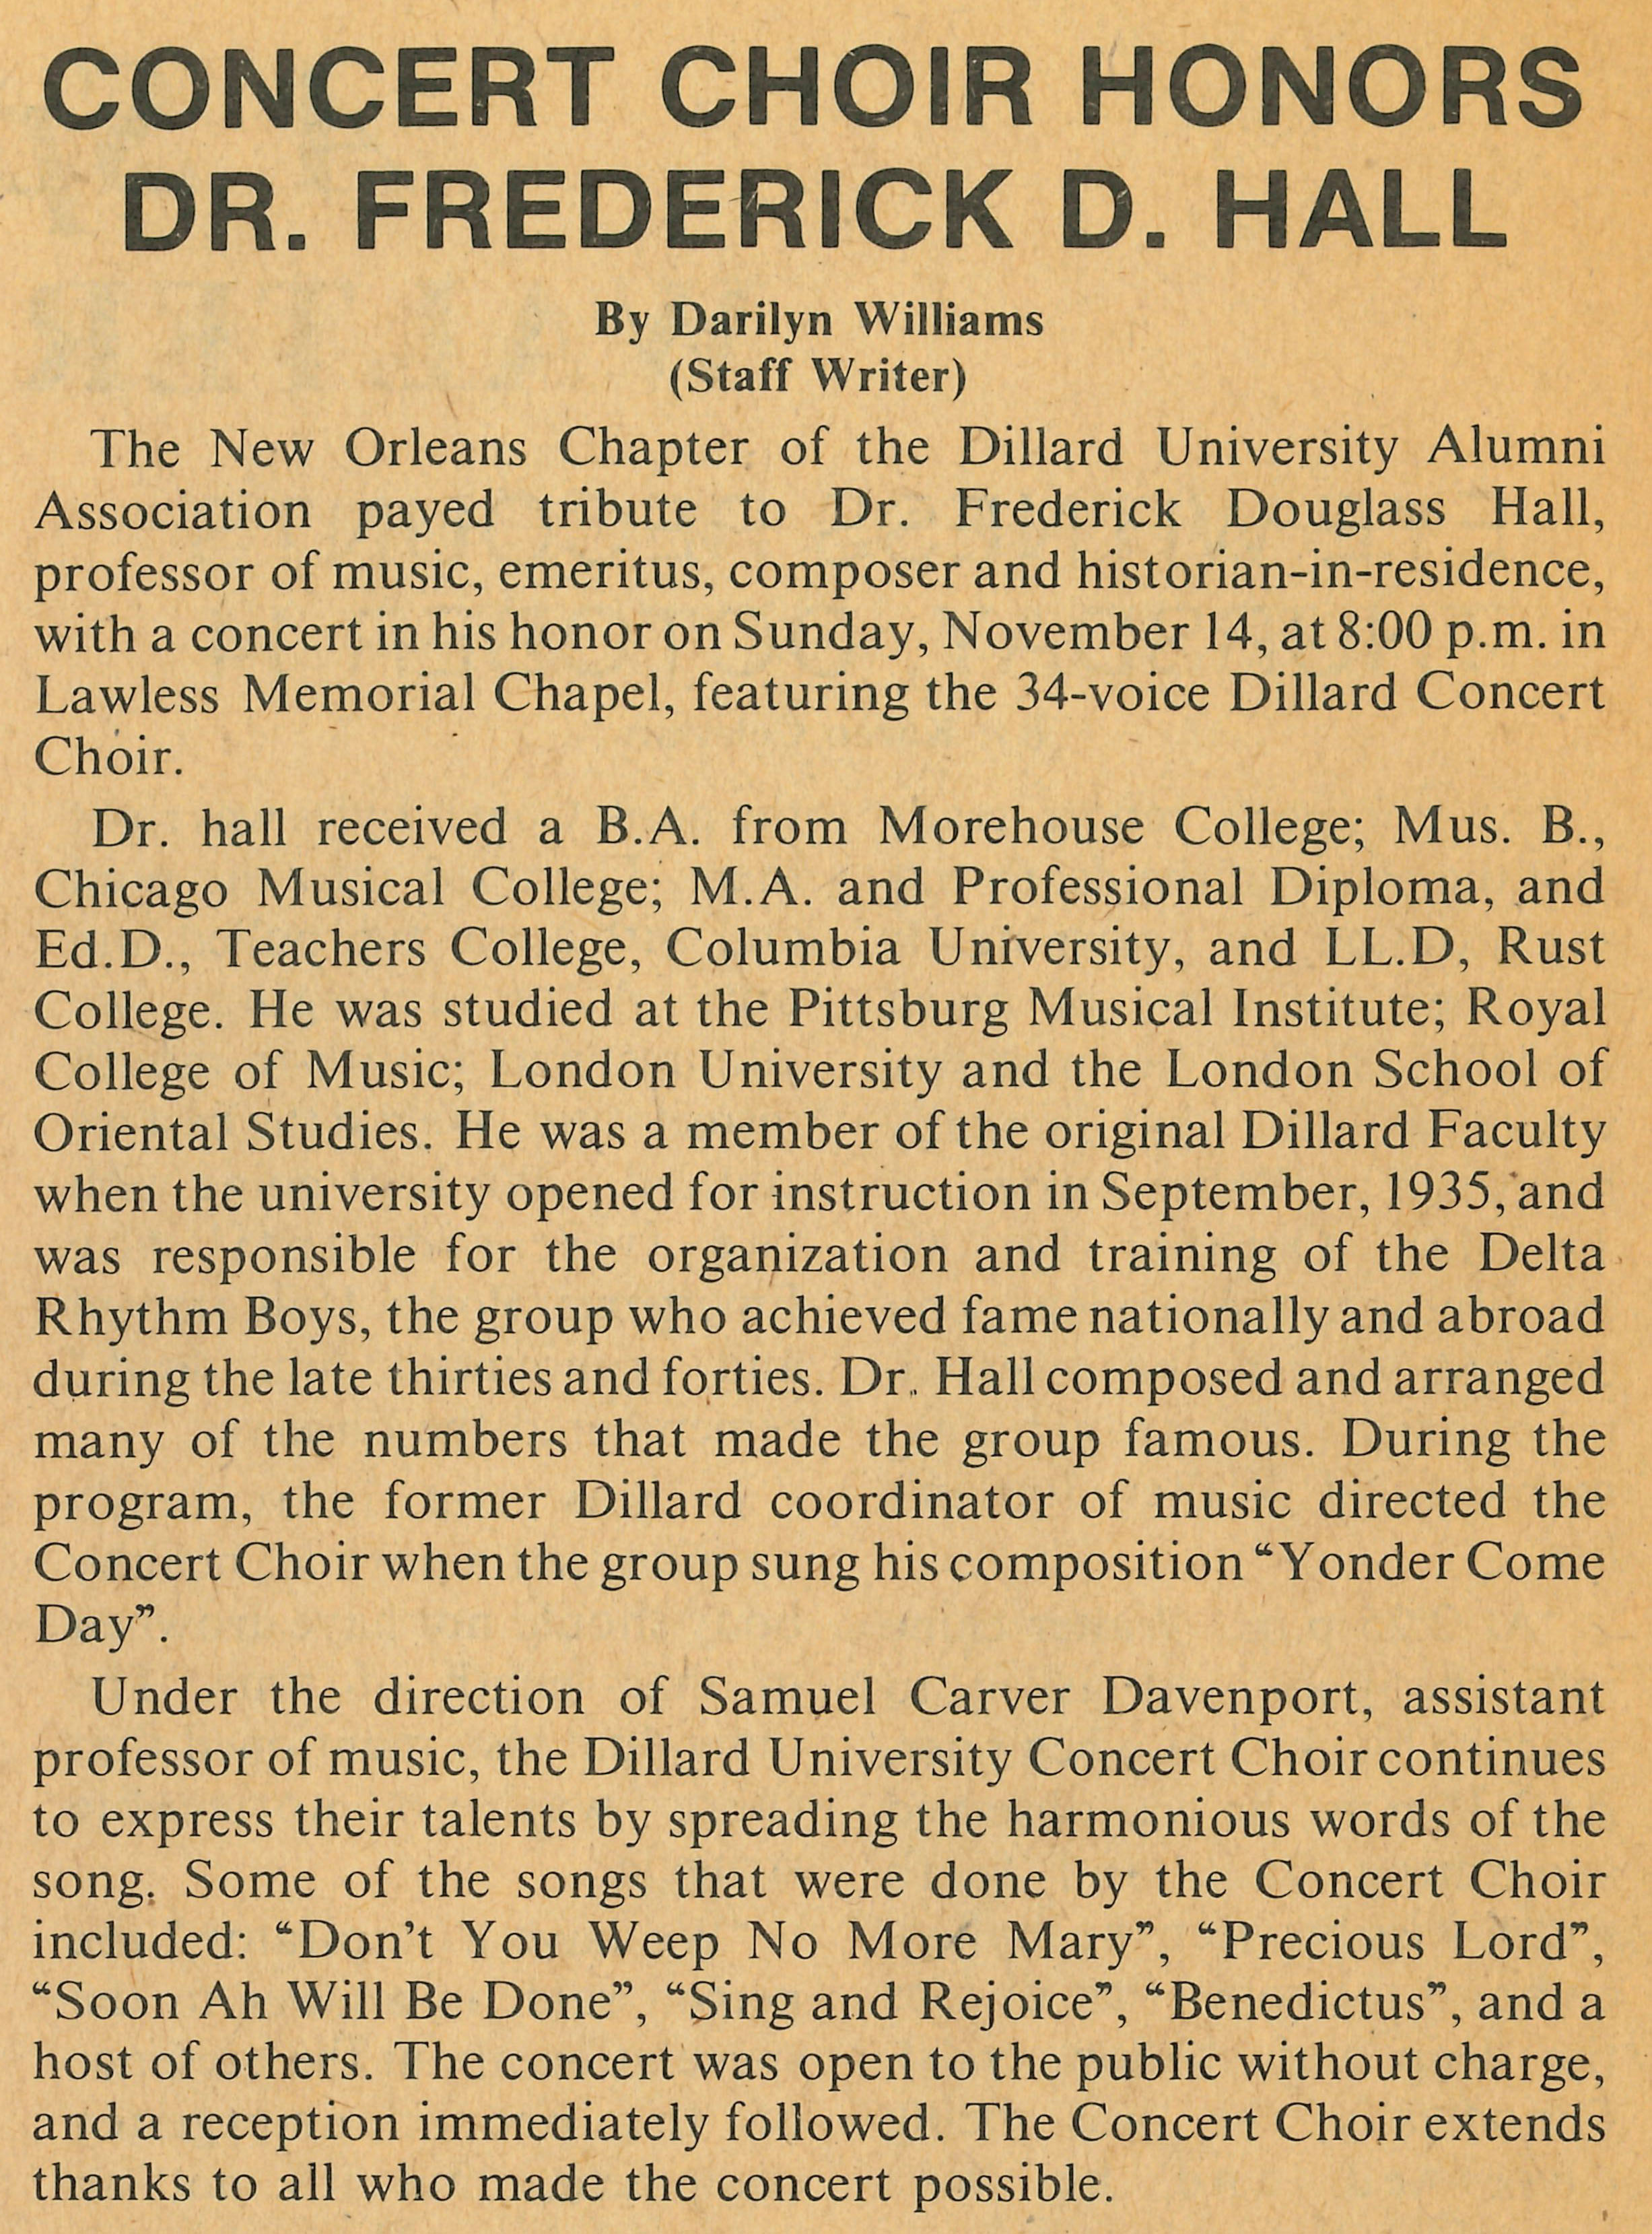 CONCERT CHOIR HONORS
DR. FREDERICK D. HALL
By Darilyn Williams
(Staff Writer)
The New Orleans Chapter of the Dillard University Alumni
Association payed tribute to Dr. Frederick Douglass Hall,
professor of music, emeritus, composer and historian-in-residence,
with a concert in his honor on Sunday, November 14, at 8:00 p.m. in
Lawless Memorial Chapel, featuring the 34-voice Dillard Concert
Choir.
Dr. hall received a B.A. from Morehouse College; Mus. B.,
Chicago Musical College; M.A. and Professional Diploma, and
Ed.D., Teachers College, Columbia University, and LL.D, Rust
College. He was studied at the Pittsburg Musical Institute; Royal
College of Music; London University and the London School of
Oriental Studies. He was a member of the original Dillard Faculty
when the university opened for instruction in September, 1935, and
was responsible for the organization and training of the Delta
Rhythm Boys, the group who achieved fame nationally and abroad
during the late thirties and forties. Dr. Hall composed and arranged
many of the numbers that made the group famous. During the
program, the former Dillard coordinator of music directed the
Concert Choir when the group sung his composition “Yonder Come
Day”.
Under the direction of Samuel Carver Davenport, assistant
professor of music, the Dillard University Concert Choir continues
to express their talents by spreading the harmonious words of the
song. Some of the songs that were done by the Concert Choir
included: “Don't You Weep No More Mary”, “Precious Lord”,
“Soon Ah Will Be Done”, “Sing and Rejoice”, “Benedictus”, and a
host of others. The concert was open to the public without charge,
and a reception immediately followed. The Concert Choir extends
thanks to all who made the concert possible.